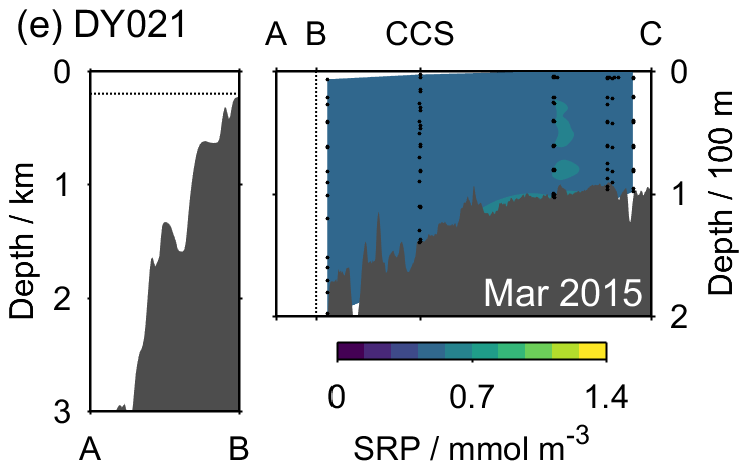 (e) DY021
A B CCS C
0
1
2
3
Depth / km
A B
0
1
2
Depth / 100 m
Mar 2015
0 0.7 1.4
SRP / mmol m-3